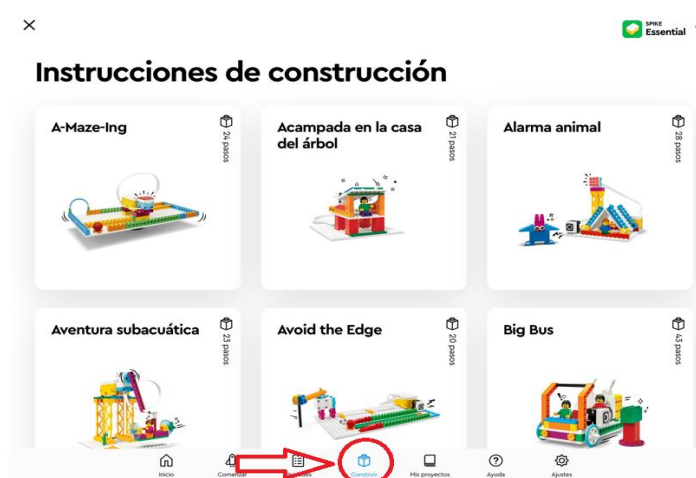 SPIKE
Essential
Instrucciones de construcción
A-Maze-Ing
24 pasos
Acampada en la casa
del árbol
21 pasos
Alarma animal
28 pasos
Aventura subacuática
23 pasos
Avoid the Edge
20 pasos
Big Bus
43 pasos
Inicio
Comenzar
Construir
Mis proyectos
Ayuda
Ajustes